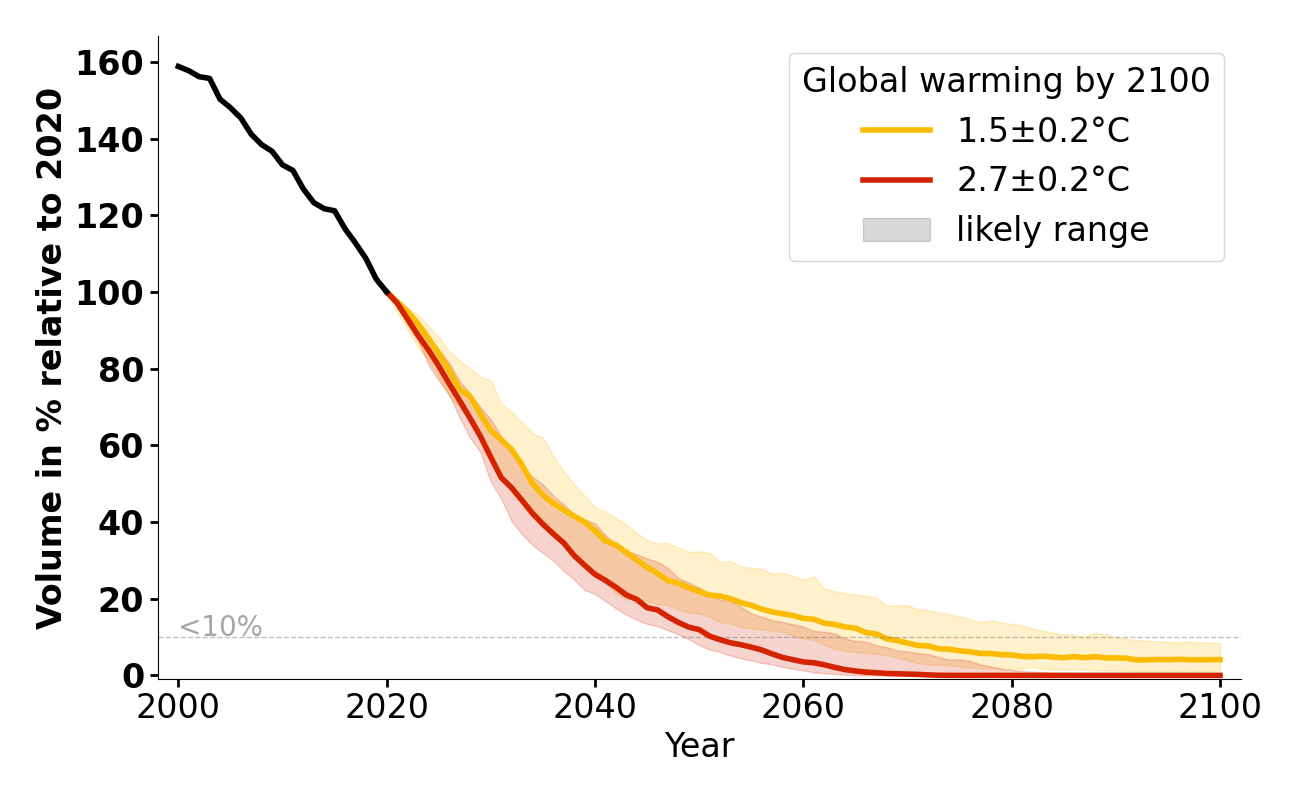 Volume in % relative to 2020
160
140
120
100
80
60
40
20
0
<10%
Global warming by 2100
1.5±0.2°C
2.7±0.2°C
likely range
2000 2020 2040 2060 2080 2100
Year